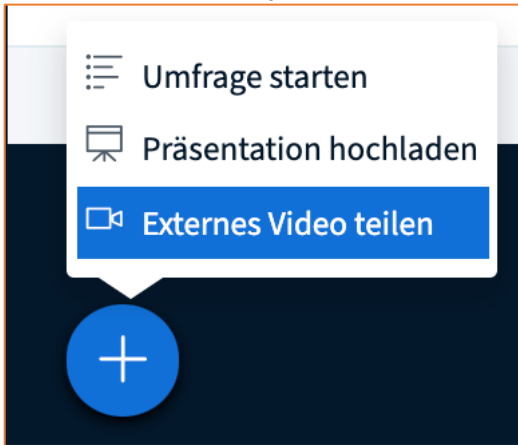 Umfrage starten
Präsentation hochladen
Externes Video teilen